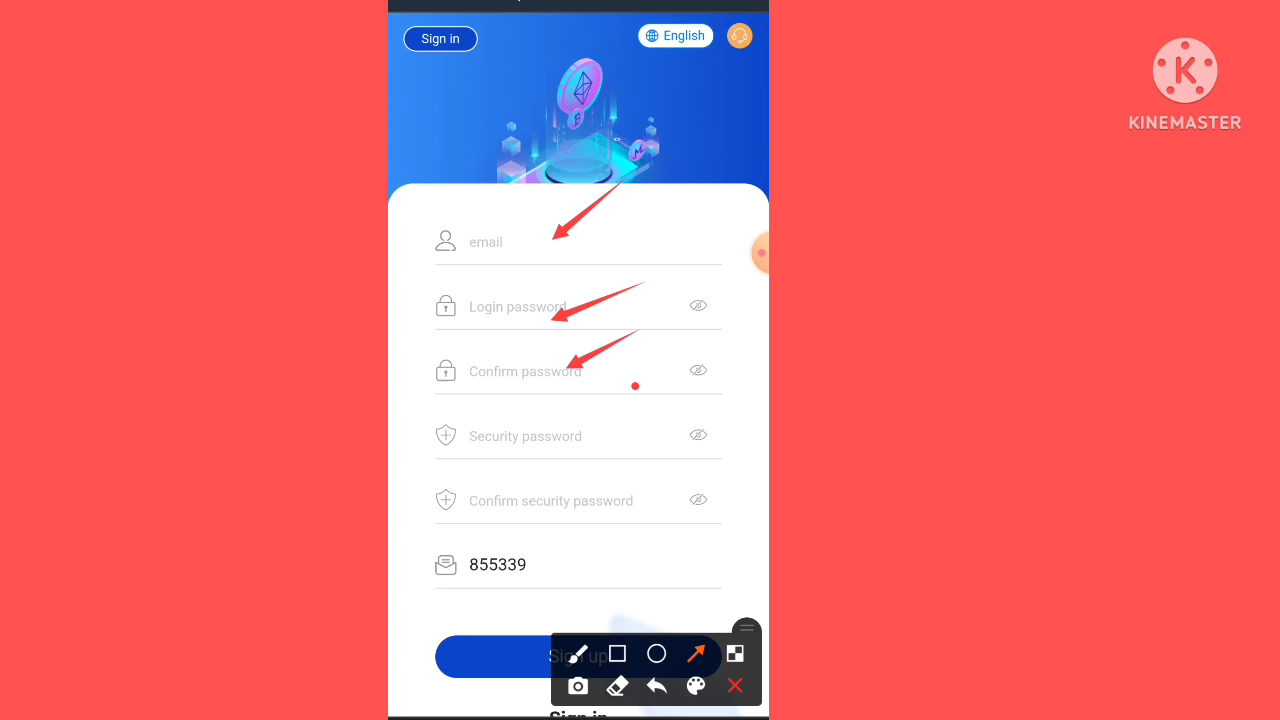 Sign in
English
KINEMASTER
email
Login password
Confirm password
Security password
Confirm security password
855339
Sign up
Sign in